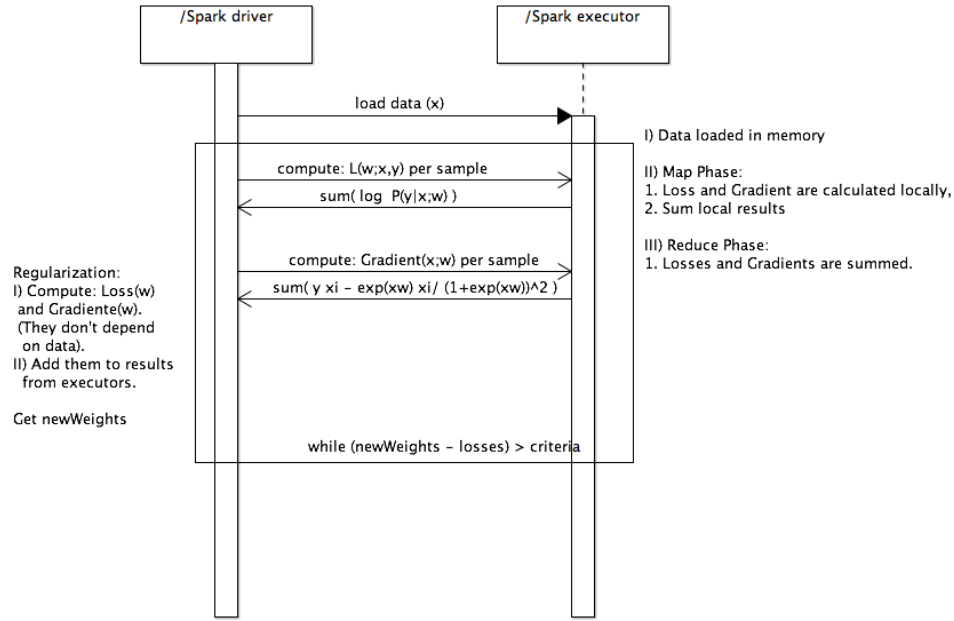 /Spark driver
/Spark executor
load data (x)
I) Data loaded in memory
compute: L(w;x,y) per sample
II) Map Phase:
1. Loss and Gradient are calculated locally,
sum( log  P(y|x;w) )
2. Sum local results
III) Reduce Phase:
1. Losses and Gradients are summed.
compute: Gradient(x;w) per sample
sum( y xi - exp(xw) xi/ (1+exp(xw))^2 )
Regularization:
I) Compute: Loss(w)
and Gradiente(w).
(They don't depend
on data).
II) Add them to results
from executors.
Get newWeights
while (newWeights - losses) > criteria